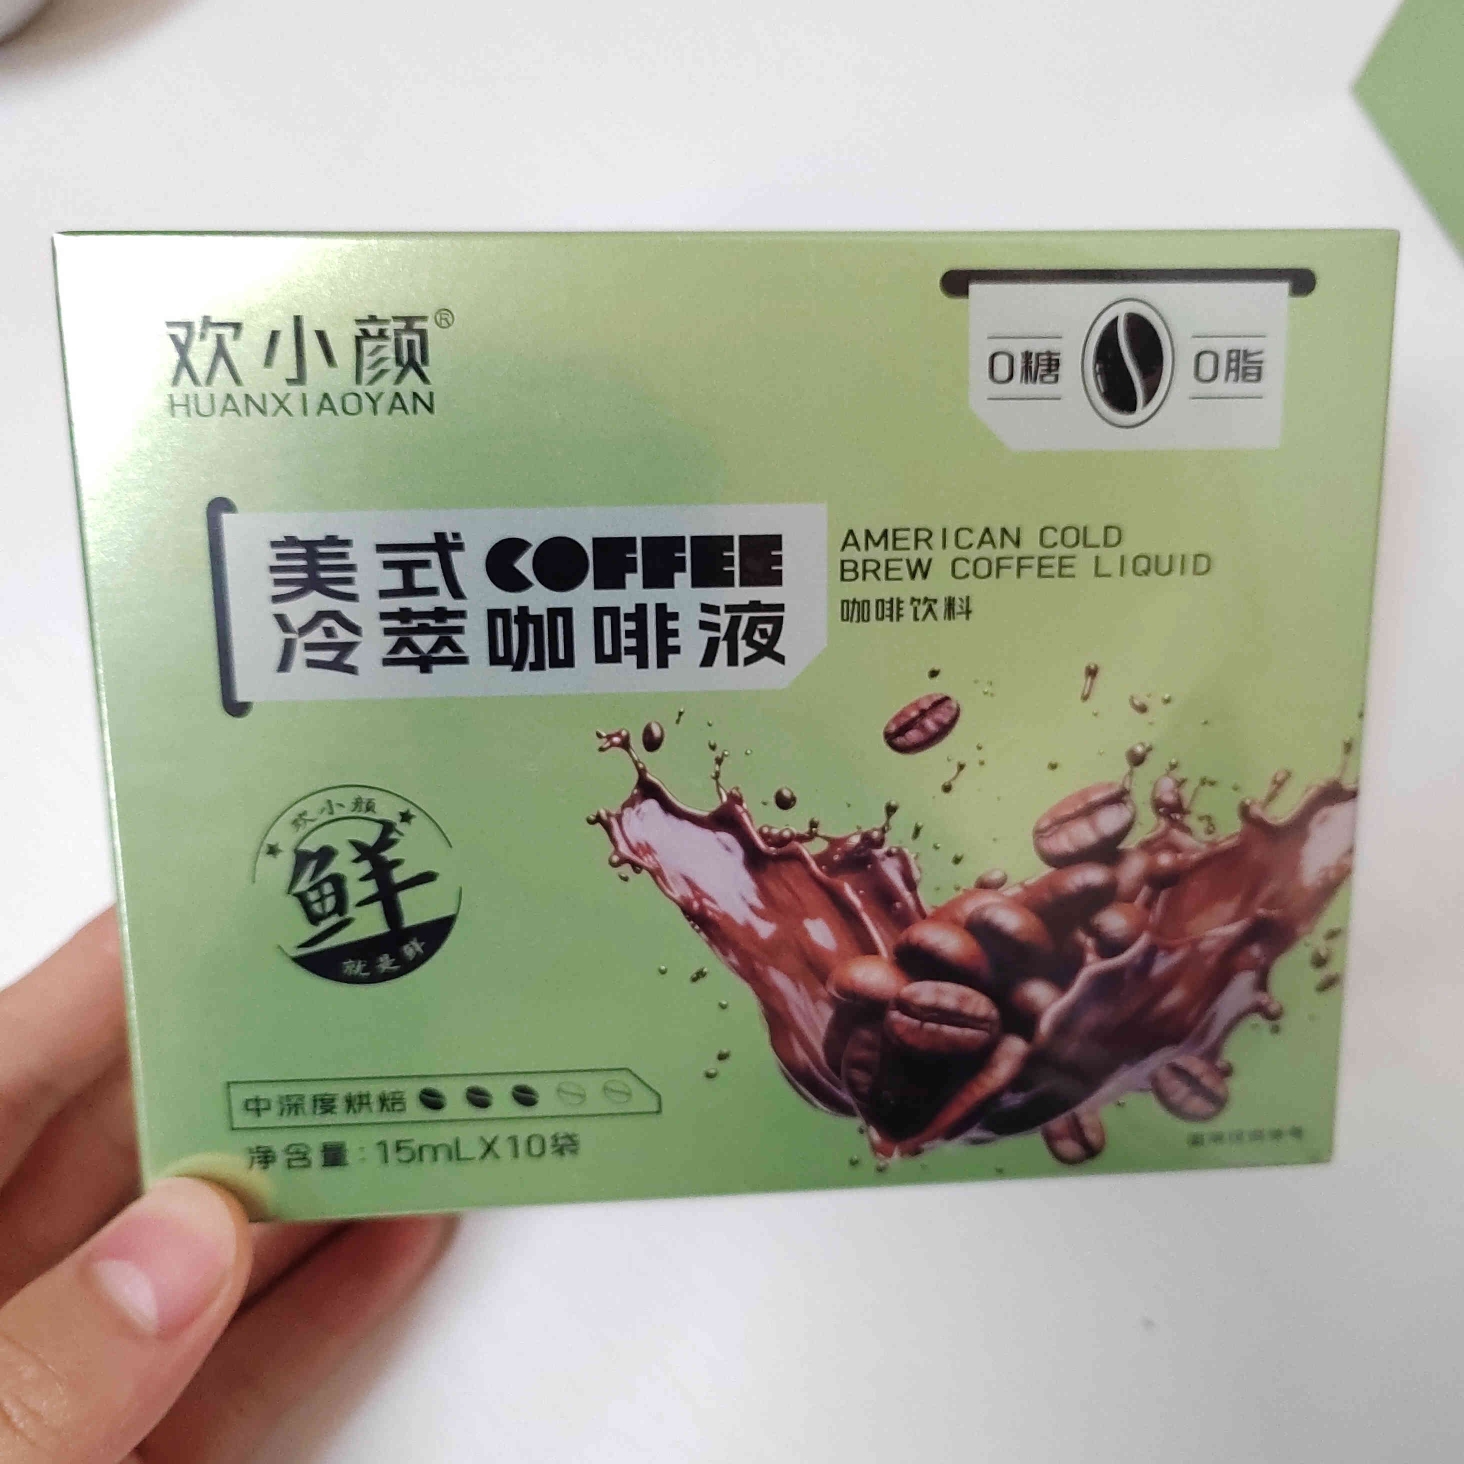 欢小颜®
HUANXIAOYAN
0糖 0脂
美式COFFEE
冷萃咖啡液
AMERICAN COLD
BREW COFFEE LIQUID
咖啡饮料
欢小颜
鲜
就是鲜
中深度烘焙
净含量:15mLX10袋